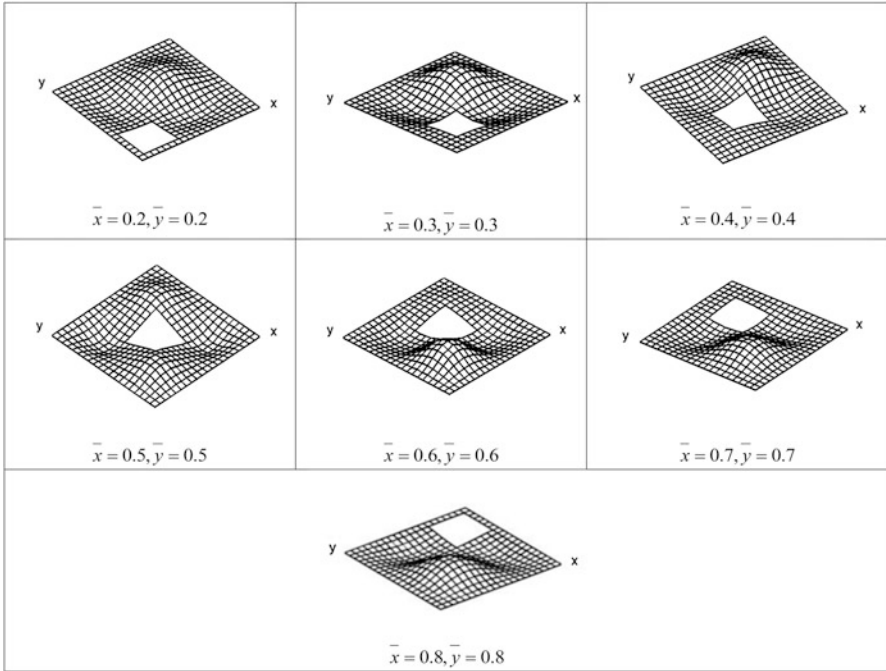 y
x
x̄ = 0.2, ȳ = 0.2
y
x
x̄ = 0.3, ȳ = 0.3
y
x
x̄ = 0.4, ȳ = 0.4
y
x
x̄ = 0.5, ȳ = 0.5
y
x
x̄ = 0.6, ȳ = 0.6
y
x
x̄ = 0.7, ȳ = 0.7
y
x
x̄ = 0.8, ȳ = 0.8